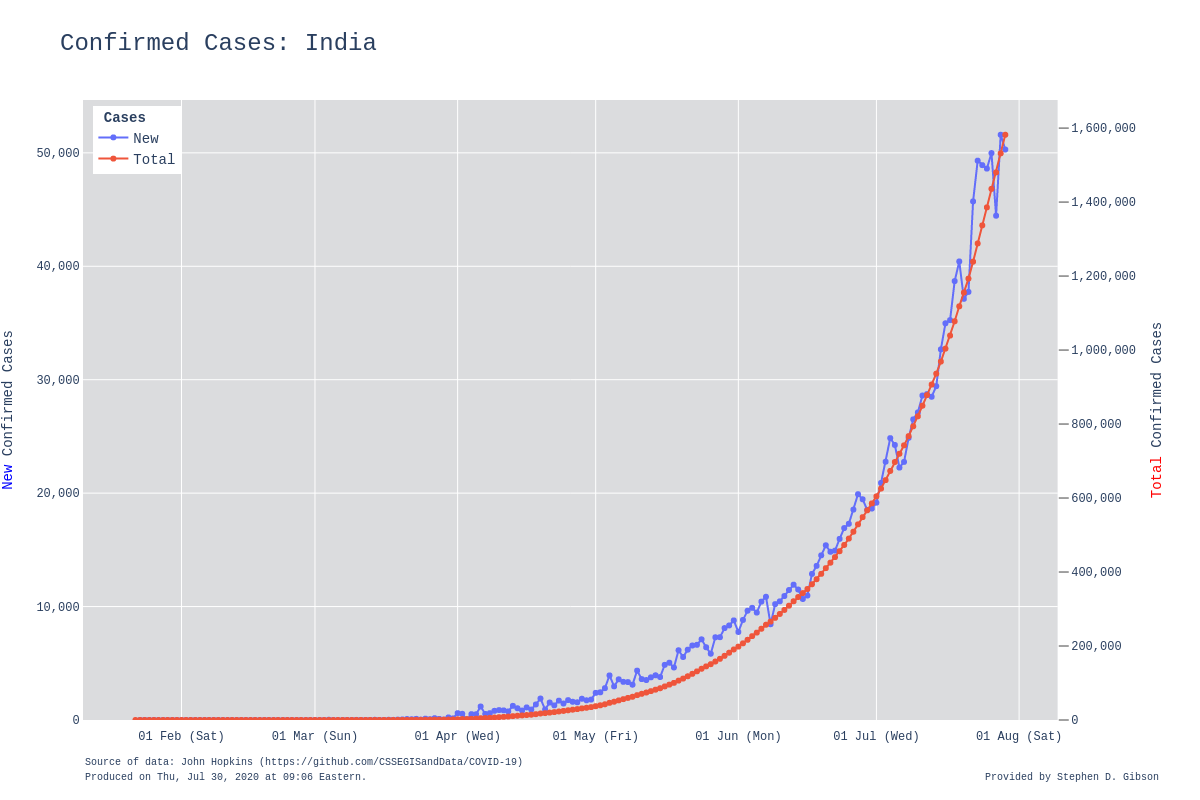 Confirmed Cases: India
Cases
New
Total
50,000
40,000
30,000
20,000
10,000
0
New Confirmed Cases
1,600,000
1,400,000
1,200,000
1,000,000
800,000
600,000
400,000
200,000
0
Total Confirmed Cases
01 Feb (Sat)
01 Mar (Sun)
01 Apr (Wed)
01 May (Fri)
01 Jun (Mon)
01 Jul (Wed)
01 Aug (Sat)
Source of data: John Hopkins (https://github.com/CSSEGISandData/COVID-19)
Produced on Thu, Jul 30, 2020 at 09:06 Eastern.
Provided by Stephen D. Gibson